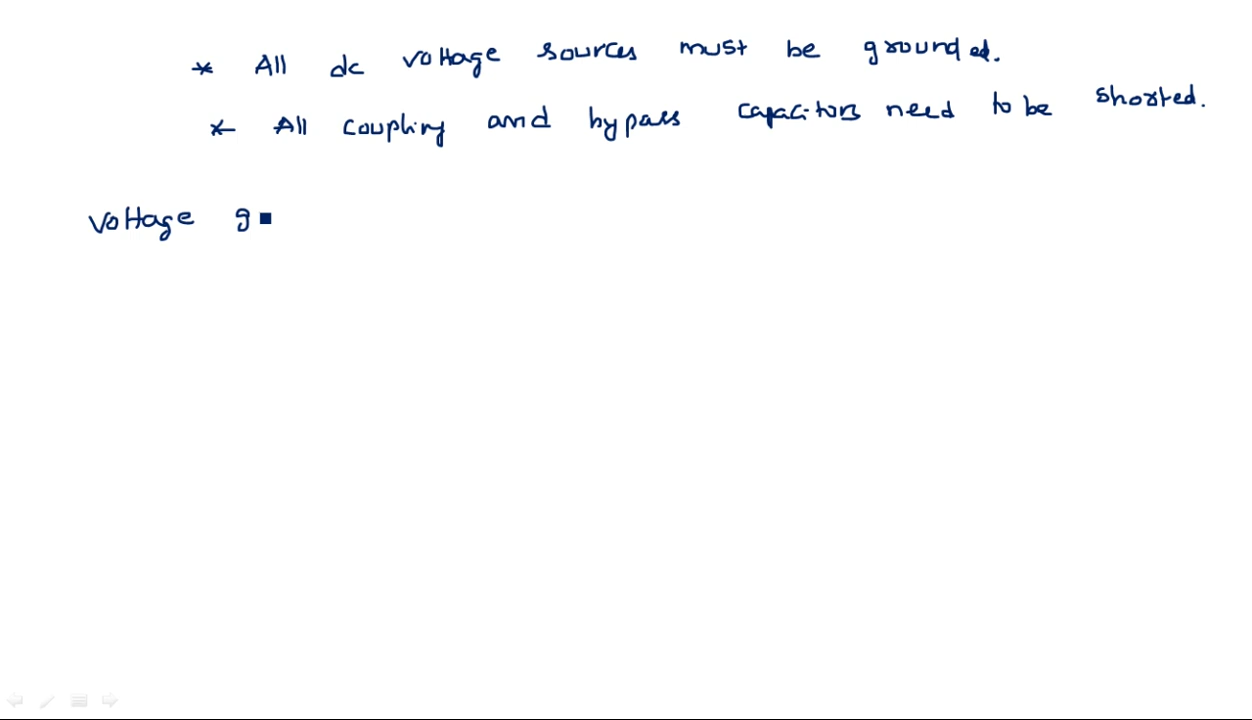 * All dc voltage sources must be grounded.
* All coupling and bypass capacitors need to be shorted.
voltage g